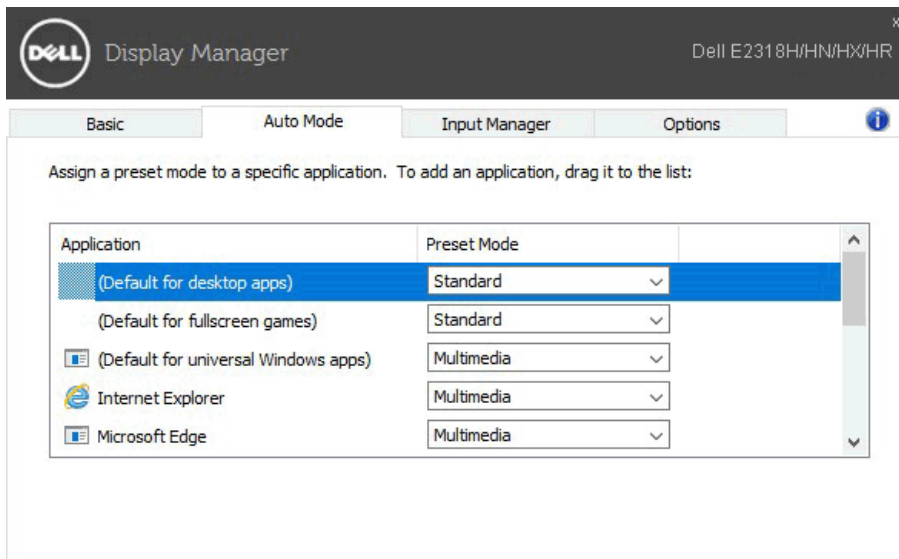 x
DELL Display Manager Dell E2318H/HN/HX/HR
Basic Auto Mode Input Manager Options
Assign a preset mode to a specific application. To add an application, drag it to the list:
Application Preset Mode
(Default for desktop apps) Standard
(Default for fullscreen games) Standard
(Default for universal Windows apps) Multimedia
Internet Explorer Multimedia
Microsoft Edge Multimedia